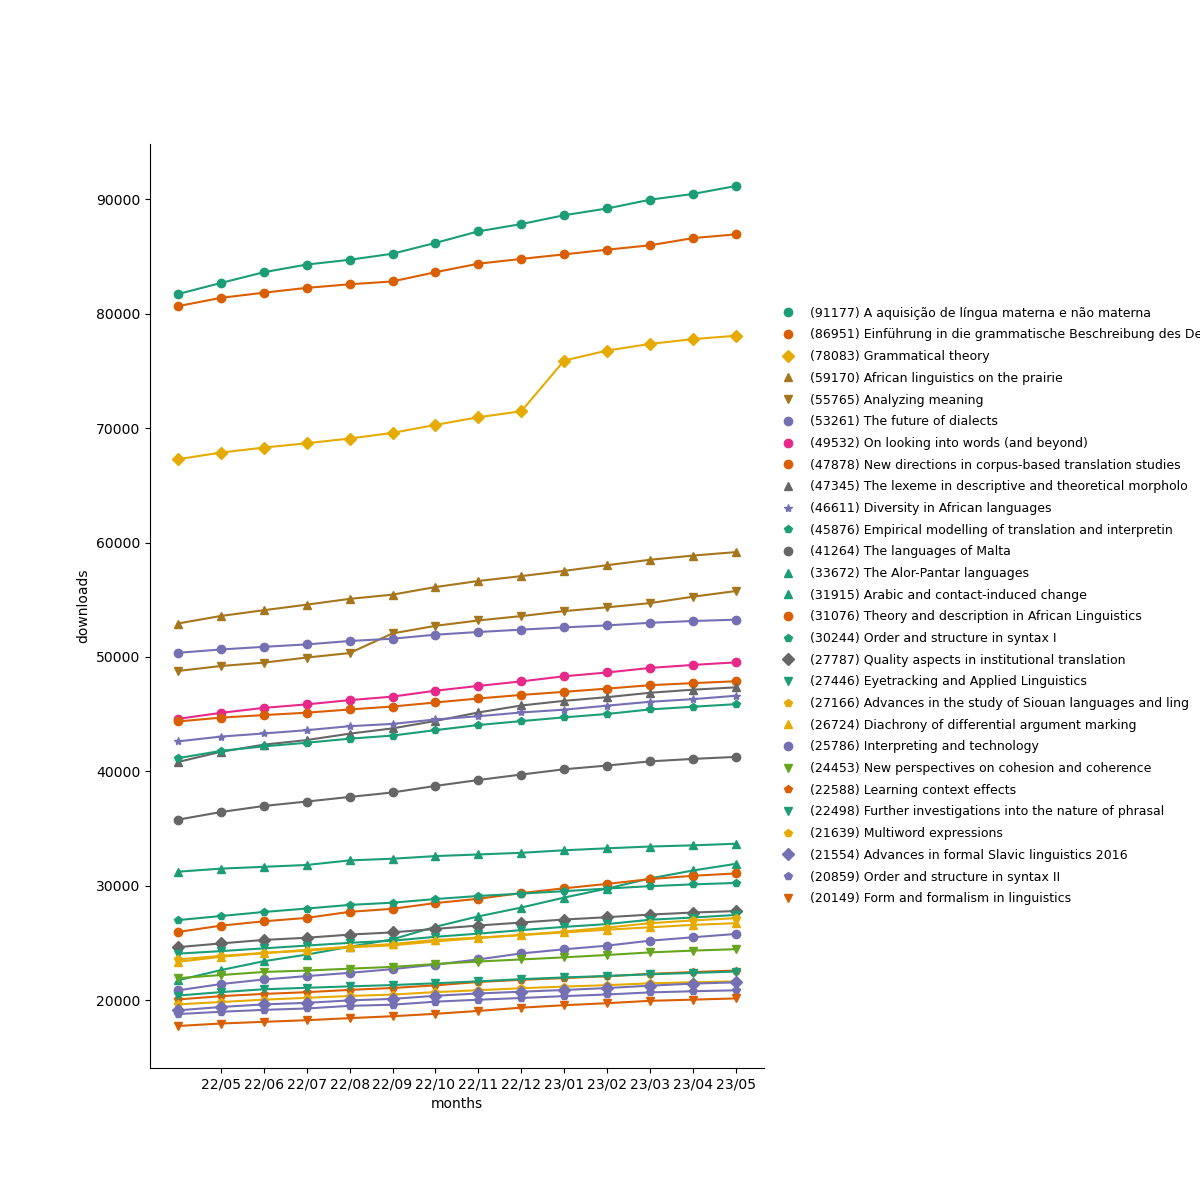 90000
80000
70000
60000
50000
40000
30000
20000
downloads
22/05 22/06 22/07 22/08 22/09 22/10 22/11 22/12 23/01 23/02 23/03 23/04 23/05
months
(91177) A aquisição de língua materna e não materna
(86951) Einführung in die grammatische Beschreibung des De
(78083) Grammatical theory
(59170) African linguistics on the prairie
(55765) Analyzing meaning
(53261) The future of dialects
(49532) On looking into words (and beyond)
(47878) New directions in corpus-based translation studies
(47345) The lexeme in descriptive and theoretical morpholo
(46611) Diversity in African languages
(45876) Empirical modelling of translation and interpretin
(41264) The languages of Malta
(33672) The Alor-Pantar languages
(31915) Arabic and contact-induced change
(31076) Theory and description in African Linguistics
(30244) Order and structure in syntax I
(27787) Quality aspects in institutional translation
(27446) Eyetracking and Applied Linguistics
(27166) Advances in the study of Siouan languages and ling
(26724) Diachrony of differential argument marking
(25786) Interpreting and technology
(24453) New perspectives on cohesion and coherence
(22588) Learning context effects
(22498) Further investigations into the nature of phrasal
(21639) Multiword expressions
(21554) Advances in formal Slavic linguistics 2016
(20859) Order and structure in syntax II
(20149) Form and formalism in linguistics